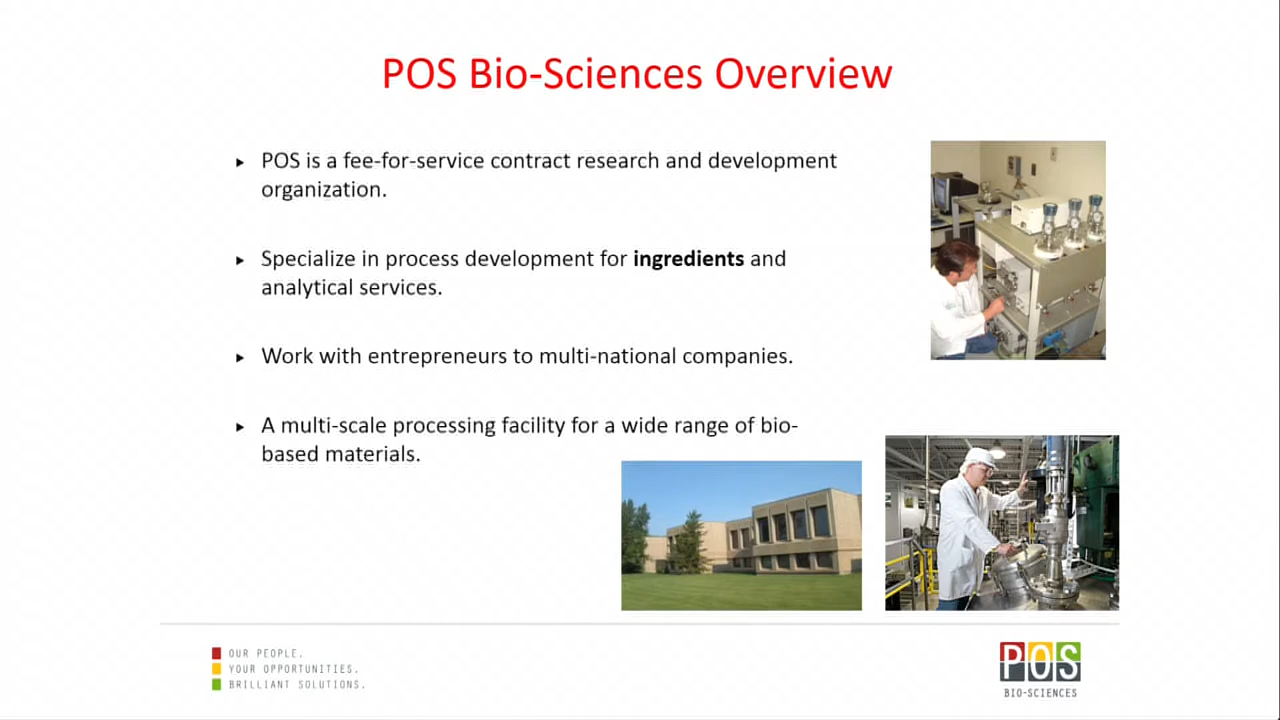 POS Bio-Sciences Overview
POS is a fee-for-service contract research and development
organization.
Specialize in process development for ingredients and
analytical services.
Work with entrepreneurs to multi-national companies.
A multi-scale processing facility for a wide range of bio-
based materials.
OUR PEOPLE.
YOUR OPPORTUNITIES.
BRILLIANT SOLUTIONS.
POS
BIO-SCIENCES